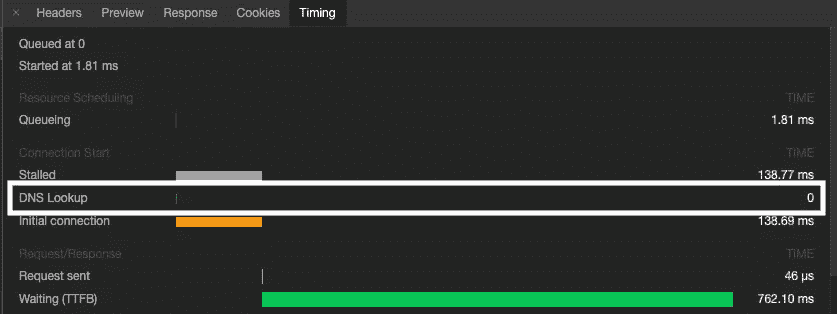 × Headers Preview Response Cookies Timing
Queued at 0
Started at 1.81 ms
Resource Scheduling TIME
Queueing 1.81 ms
Connection Start TIME
Stalled 138.77 ms
DNS Lookup 0
Initial connection 138.69 ms
Request/Response TIME
Request sent 46 µs
Waiting (TTFB) 762.10 ms